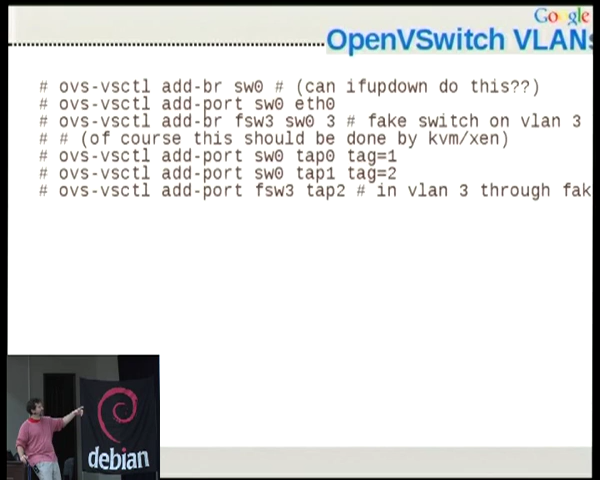 Google
OpenVSwitch VLANs
# ovs-vsctl add-br sw0 # (can ifupdown do this??)
# ovs-vsctl add-port sw0 eth0
# ovs-vsctl add-br fsw3 sw0 3 # fake switch on vlan 3
# # (of course this should be done by kvm/xen)
# ovs-vsctl add-port sw0 tap0 tag=1
# ovs-vsctl add-port sw0 tap1 tag=2
# ovs-vsctl add-port fsw3 tap2 # in vlan 3 through fak
debian